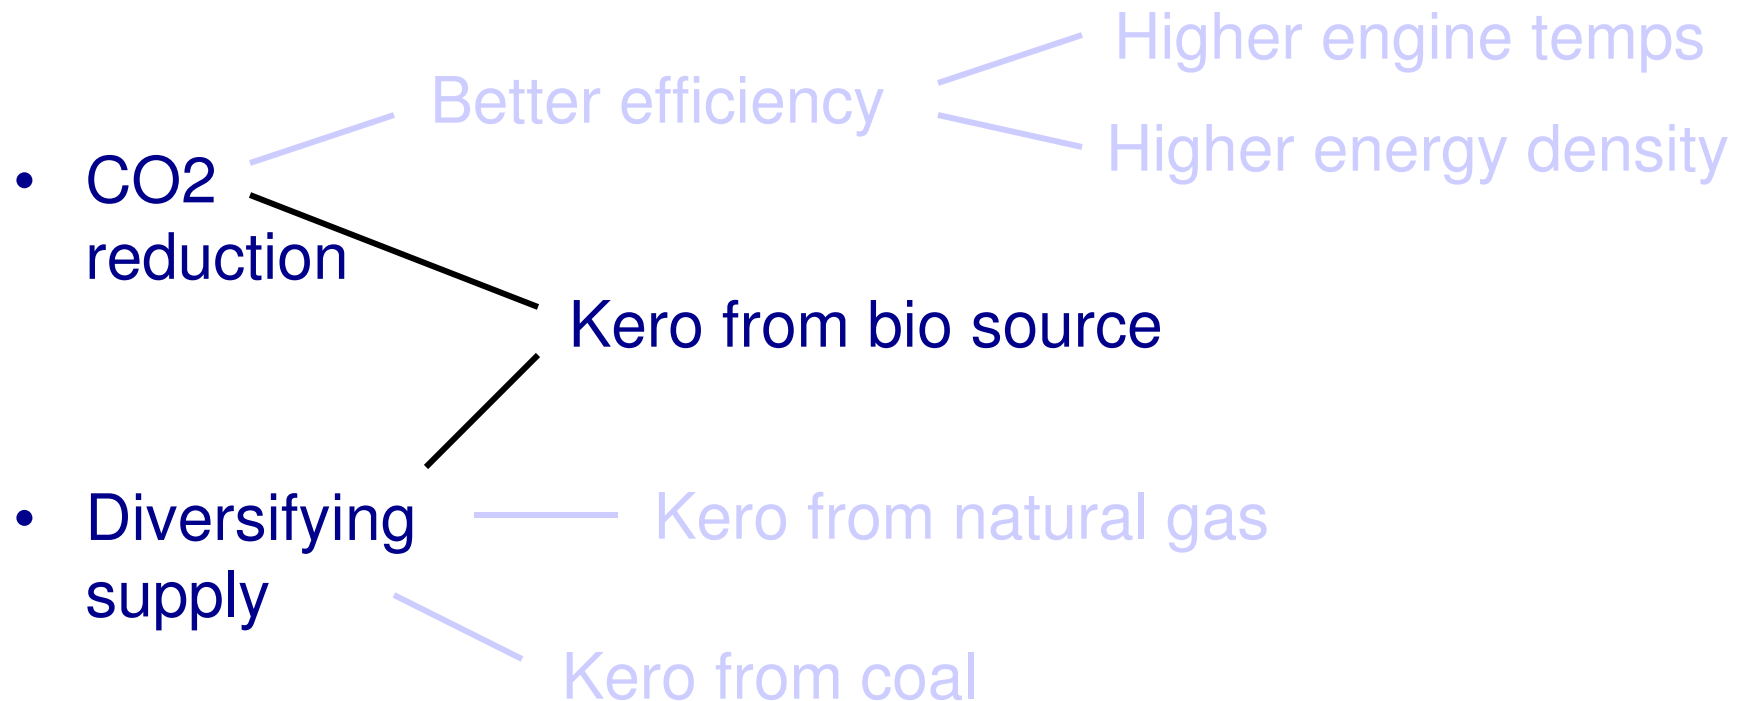 Higher engine temps
Better efficiency
Higher energy density
• CO2
reduction
Kero from bio source
• Diversifying
supply
Kero from natural gas
Kero from coal